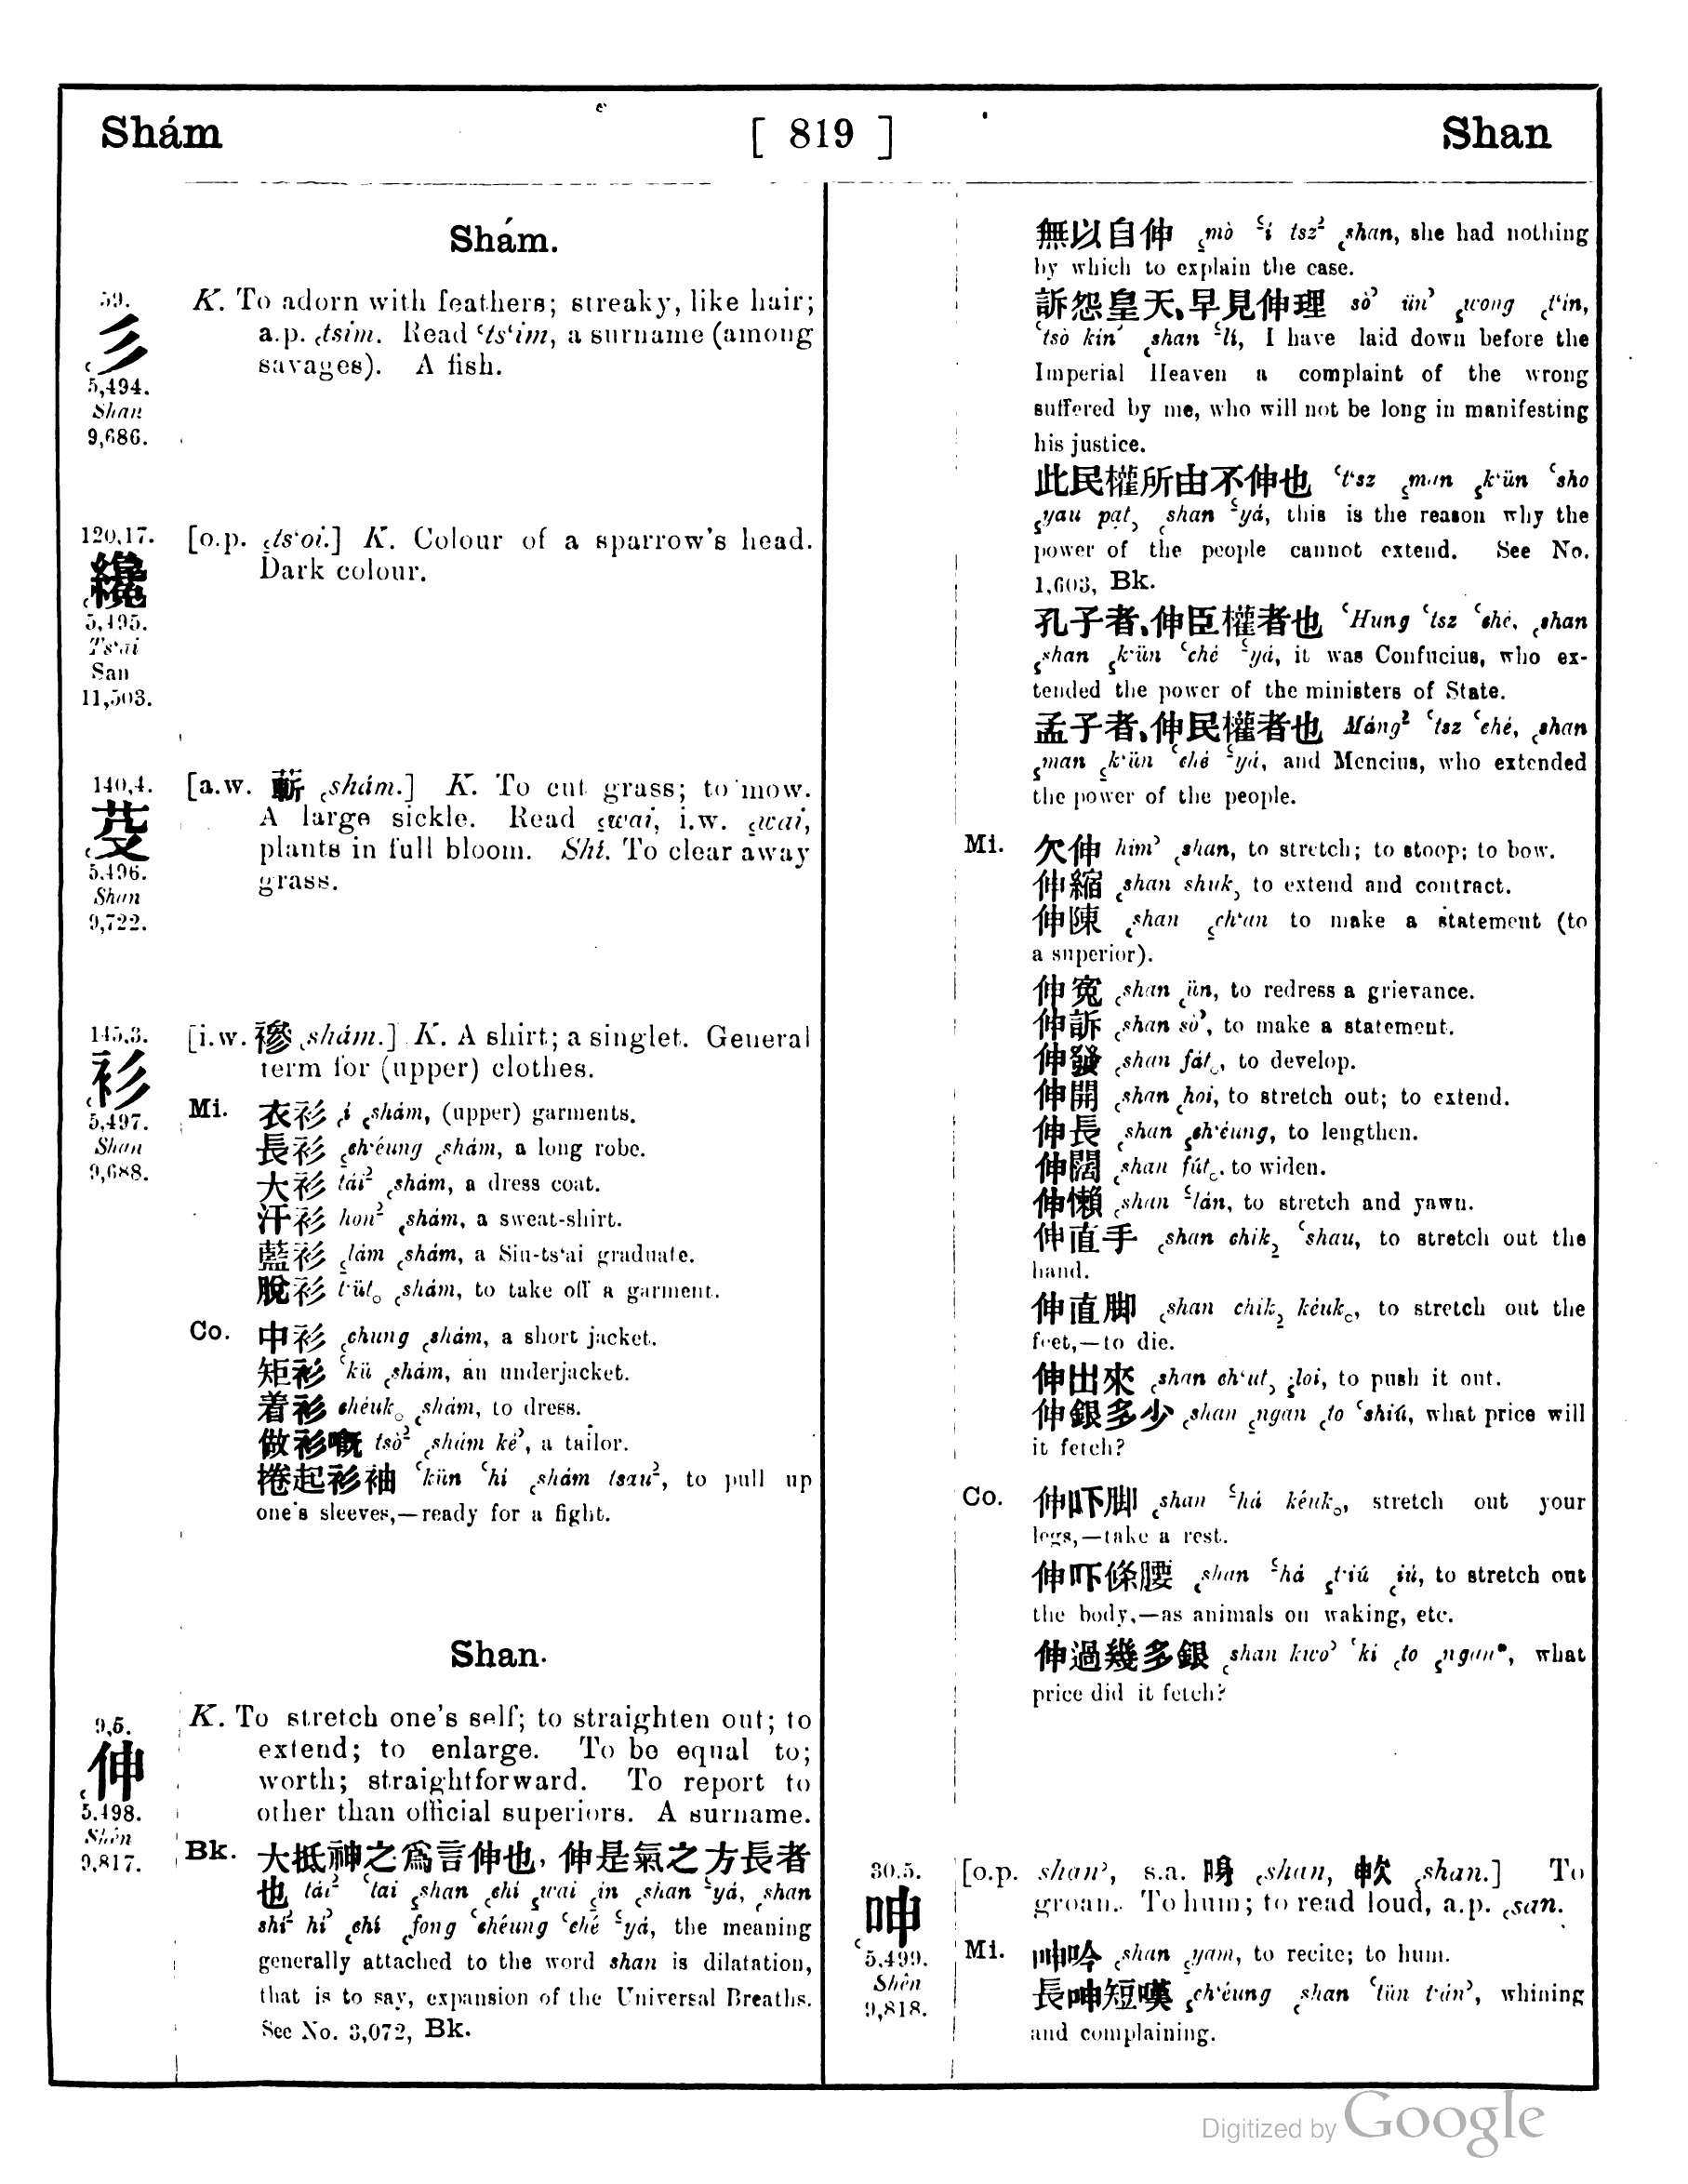 Shám [ 819 ] Shan
Shám.
59.
彡
5,494.
Shan
9,686.
K. To adorn with feathers; streaky, like hair;
a.p. ꜀tsim. Read ꜂ts‘im, a surname (among
savages). A fish.
120,17.
纔
5,495.
Ts‘ai
San
11,503.
[o.p. ꜁ts‘oi.] K. Colour of a sparrow's head.
Dark colour.
140,4.
芟
5,496.
Shan
9,722.
[a.w. 蔪 ꜀shám.] K. To cut grass; to mow.
A large sickle. Read ꜁wai, i.w. ꜁wai,
plants in full bloom. Shí. To clear away
grass.
145,3.
衫
5,497.
Shan
9,688.
[i.w. 襂 ꜀shám.] K. A shirt; a singlet. General
term for (upper) clothes.
Mi. 衣衫 ꜀i ꜀shám, (upper) garments.
長衫 ꜁ch‘éung ꜀shám, a long robe.
大衫 tái² ꜀shám, a dress coat.
汗衫 hon² ꜀shám, a sweat-shirt.
藍衫 ꜁lám ꜀shám, a Siu-ts‘ai graduate.
脫衫 t‘üt。 ꜀shám, to take off a garment.
Co. 中衫 ꜀chung ꜀shám, a short jacket.
矩衫 ꜂kü ꜀shám, an underjacket.
着衫 chéuk。 ꜀shám, to dress.
做衫嘅 tsò² ꜀shám ké꜄, a tailor.
捲起衫袖 ꜂kün ꜂hí ꜀shám tsau², to pull up
one's sleeves,—ready for a fight.
Shan.
9,5.
伸
5,498.
Shên
9,817.
K. To stretch one's self; to straighten out; to
extend; to enlarge. To be equal to;
worth; straightforward. To report to
other than official superiors. A surname.
Bk. 大抵神之爲言伸也, 伸是氣之方長者
也 tái² ꜂tai ꜁shan ꜀chí ꜁wai ꜁in ꜀shan ꜃yá, ꜀shan
shí² hí꜄ ꜀chí ꜀fong ꜂chéung ꜂ché ꜃yá, the meaning
generally attached to the word shan is dilatation,
that is to say, expansion of the Universal Breaths.
See No. 3,072, Bk.
無以自伸 ꜁mò ꜃i tsz² ꜀shan, she had nothing
by which to explain the case.
訴怨皇天、早見伸理 sò꜄ ün꜄ ꜁wong ꜀t‘in,
꜂tsò kin꜄ ꜀shan ꜃lí, I have laid down before the
Imperial Heaven a complaint of the wrong
suffered by me, who will not be long in manifesting
his justice.
此民權所由不伸也 ꜂t‘sz ꜁man ꜁k‘ün ꜂sho
꜁yau pat꜆ ꜀shan ꜃yá, this is the reason why the
power of the people cannot extend. See No.
1,603, Bk.
孔子者、伸臣權者也 ꜂Hung ꜂tsz ꜂ché, ꜀shan
꜁shan ꜁k‘ün ꜂ché ꜃yá, it was Confucius, who ex-
tended the power of the ministers of State.
孟子者、伸民權者也 Máng² ꜂tsz ꜂ché, ꜀shan
꜁man ꜁k‘ün ꜂ché ꜃yá, and Mencius, who extended
the power of the people.
Mi. 欠伸 him꜄ ꜀shan, to stretch; to stoop; to bow.
伸縮 ꜀shan shuk꜆ to extend and contract.
伸陳 ꜀shan ꜁ch‘an to make a statement (to
a superior).
伸寃 ꜀shan ꜀ün, to redress a grievance.
伸訴 ꜀shan sò꜄, to make a statement.
伸發 ꜀shan fát。, to develop.
伸開 ꜀shan ꜀hoi, to stretch out; to extend.
伸長 ꜀shan ꜁ch‘éung, to lengthen.
伸闊 ꜀shan fút。. to widen.
伸懶 ꜀shan ꜃lán, to stretch and yawn.
伸直手 ꜀shan chik꜇ ꜂shau, to stretch out the
hand.
伸直脚 ꜀shan chik꜇ kéuk。, to stretch out the
feet,—to die.
伸出來 ꜀shan ch‘ut꜆ ꜁loi, to push it out.
伸銀多少 ꜀shan ꜁ngan ꜀to ꜂shiú, what price will
it fetch?
Co. 伸吓脚 ꜀shan ꜃há kéuk。, stretch out your
legs,—take a rest.
伸吓條腰 ꜀shan ꜃há ꜁t‘iú ꜀iú, to stretch out
the body,—as animals on waking, etc.
伸過幾多銀 ꜀shan kwo꜄ ꜂kí ꜀to ꜁ngan*, what
price did it fetch?
30,5.
呻
5,499.
Shên
9,818.
[o.p. shan꜄, s.a. 𠹌 ꜀shan, 㰮 ꜀shan.] To
groan. To hum; to read loud, a.p. ꜀san.
Mi. 呻吟 ꜀shan ꜁yam, to recite; to hum.
長呻短嘆 ꜁ch‘éung ꜀shan ꜂tün t‘án꜄, whining
and complaining.
Digitized by Google